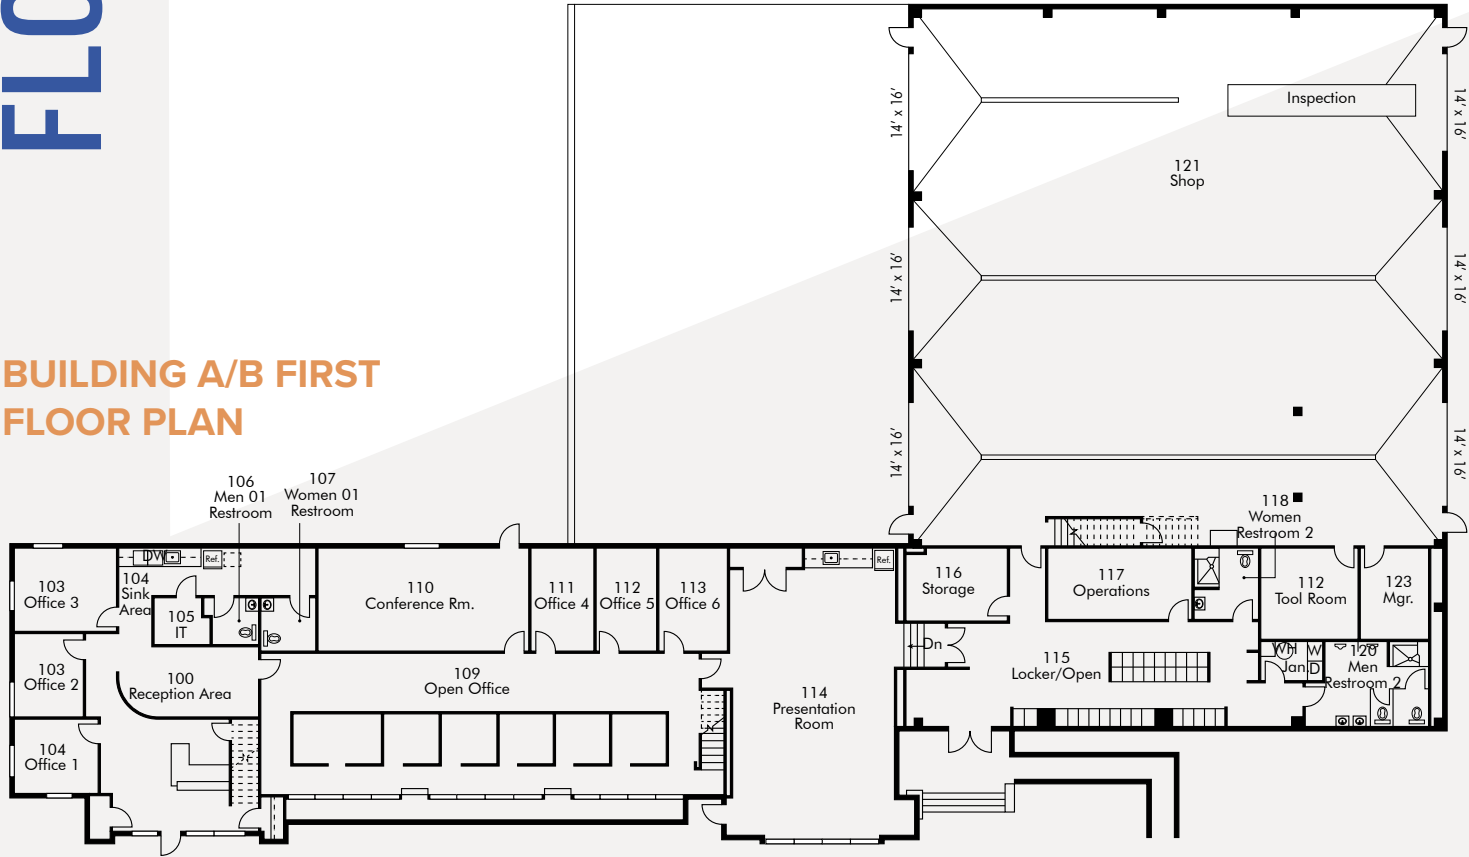 FLO
BUILDING A/B FIRST
FLOOR PLAN
14' x 16'
14' x 16'
14' x 16'
14' x 16'
14' x 16'
14' x 16'
Inspection
121
Shop
106
Men 01
Restroom
107
Women 01
Restroom
118
Women
Restroom 2
103
Office 3
DW
Ref.
104
Sink
Area
105
IT
110
Conference Rm.
111
Office 4
112
Office 5
113
Office 6
Ref.
116
Storage
117
Operations
112
Tool Room
123
Mgr.
103
Office 2
100
Reception Area
109
Open Office
114
Presentation
Room
Dn
115
Locker/Open
WH
Jan.
W
D
120
Men
Restroom 2
104
Office 1